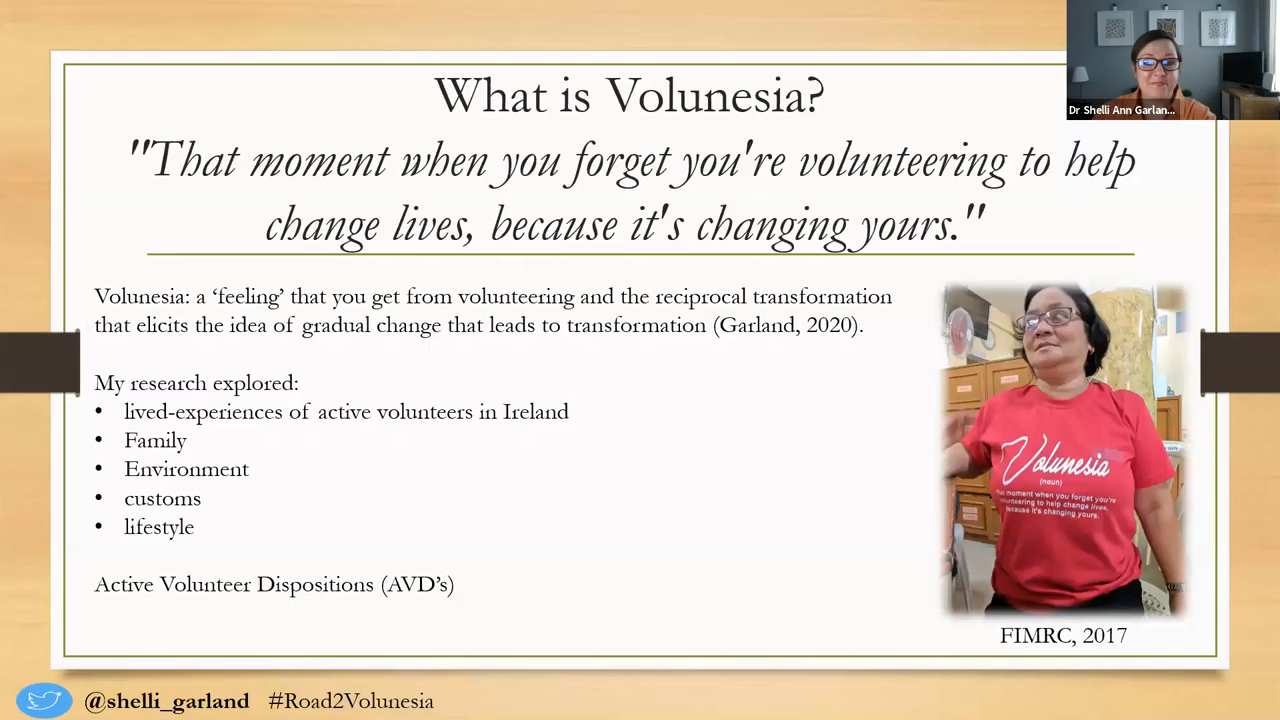 What is Volunesia?
"That moment when you forget you're volunteering to help
change lives, because it's changing yours."
Dr Shelli Ann Garlan...
Volunesia: a ‘feeling’ that you get from volunteering and the reciprocal transformation
that elicits the idea of gradual change that leads to transformation (Garland, 2020).
My research explored:
• lived-experiences of active volunteers in Ireland
• Family
• Environment
• customs
• lifestyle
Active Volunteer Dispositions (AVD’s)
Volunesia
(noun)
That moment when you forget you're
volunteering to help change lives,
because it's changing yours.
FIMRC, 2017
@shelli_garland #Road2Volunesia